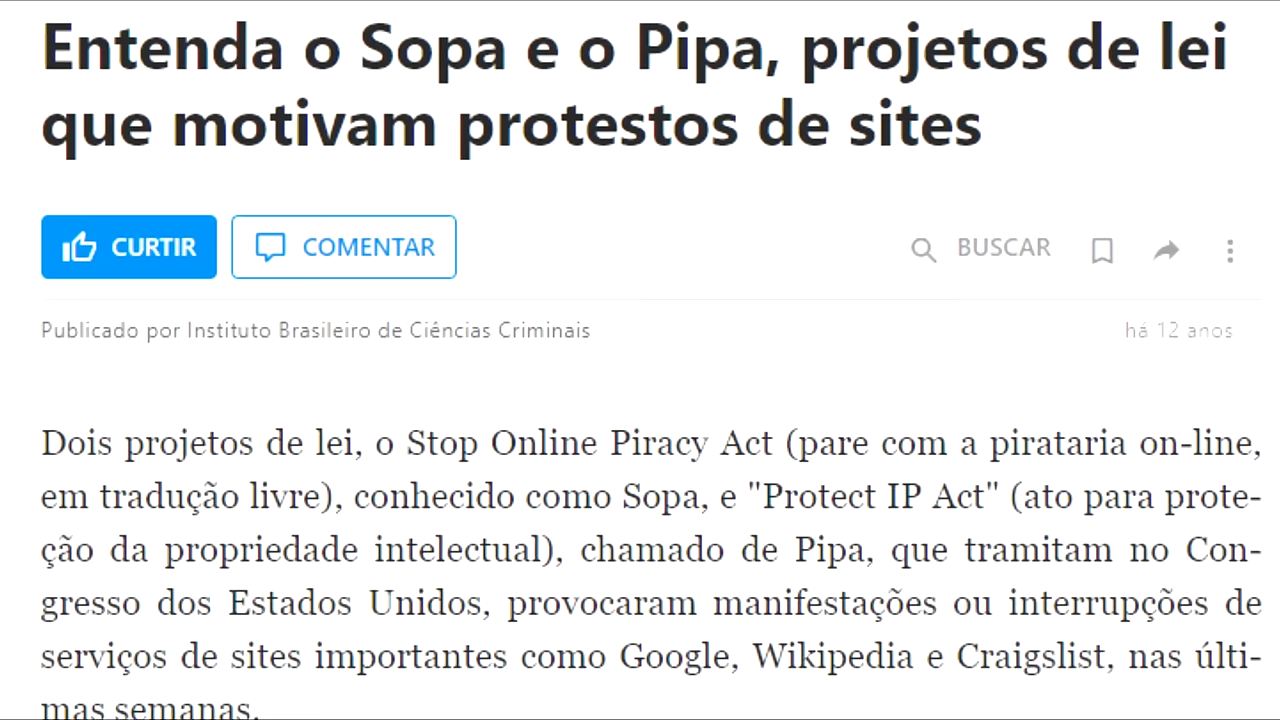 Entenda o Sopa e o Pipa, projetos de lei
que motivam protestos de sites
CURTIR
COMENTAR
BUSCAR
Publicado por Instituto Brasileiro de Ciências Criminais
há 12 anos
Dois projetos de lei, o Stop Online Piracy Act (pare com a pirataria on-line,
em tradução livre), conhecido como Sopa, e "Protect IP Act" (ato para prote-
ção da propriedade intelectual), chamado de Pipa, que tramitam no Con-
gresso dos Estados Unidos, provocaram manifestações ou interrupções de
serviços de sites importantes como Google, Wikipedia e Craigslist, nas últi-
mas semanas.